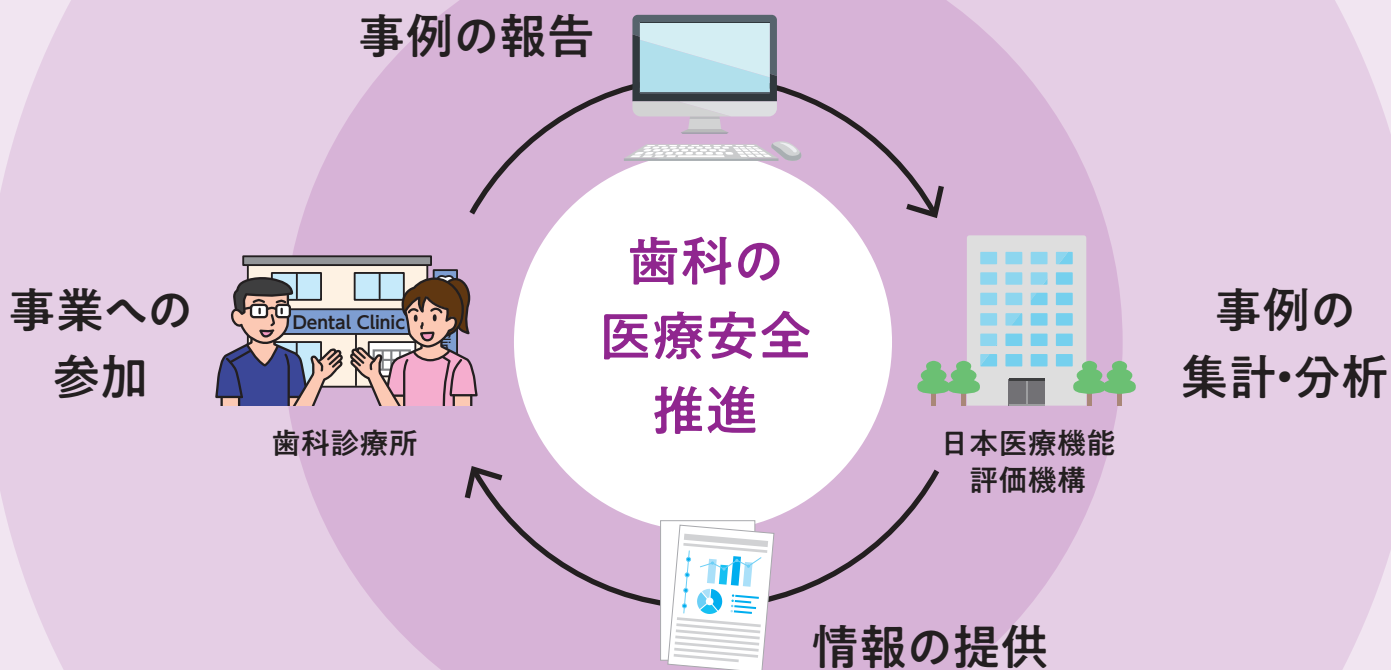 事例の報告
歯科の
医療安全
推進
事業への
参加
Dental Clinic
歯科診療所
事例の
集計・分析
日本医療機能
評価機構
情報の提供